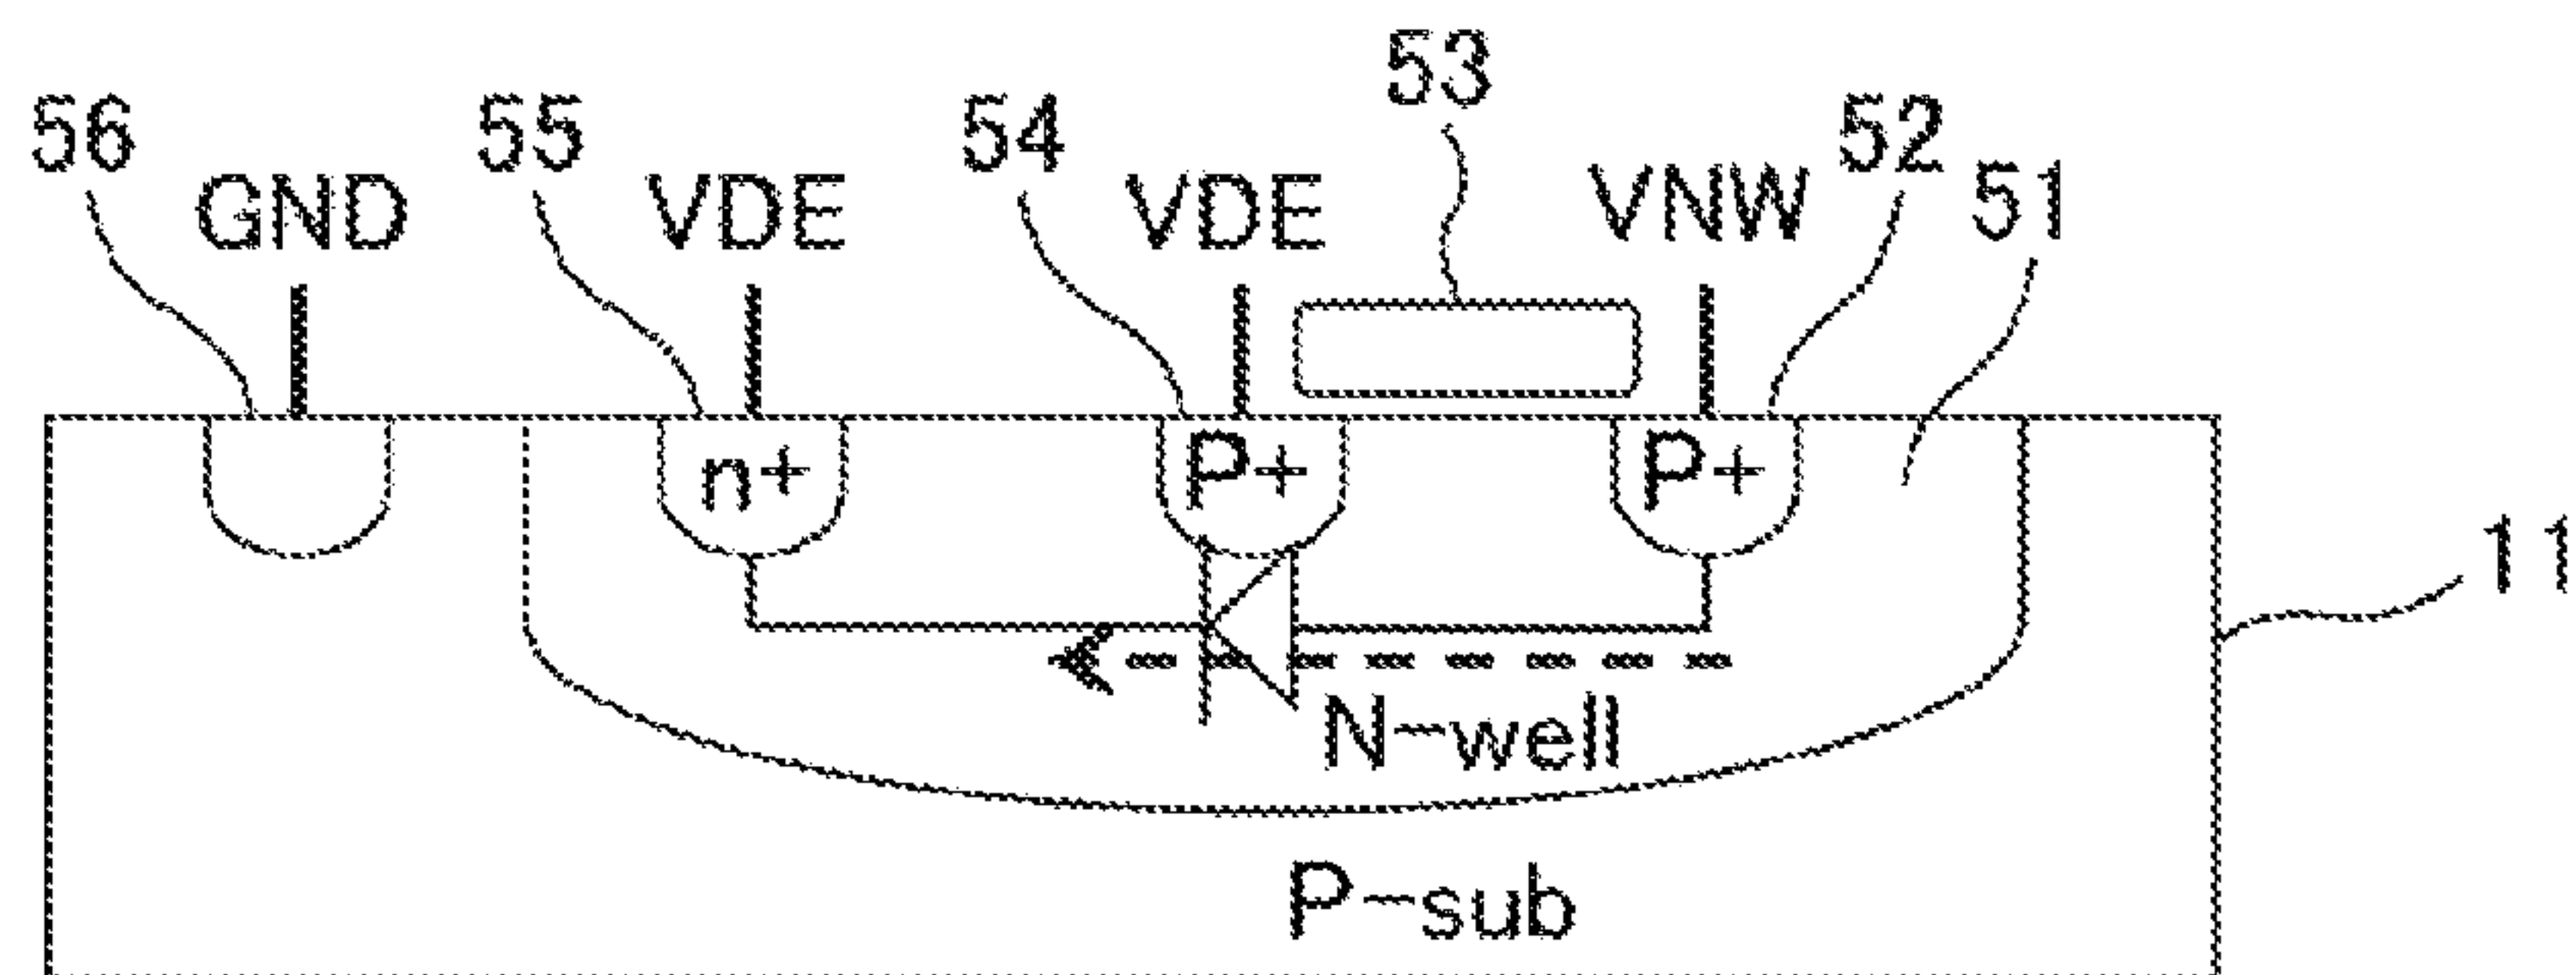 53
56 55 54 52
GND VDE VDE VNW 51
n+ P+ P+
11
N-well
P-sub